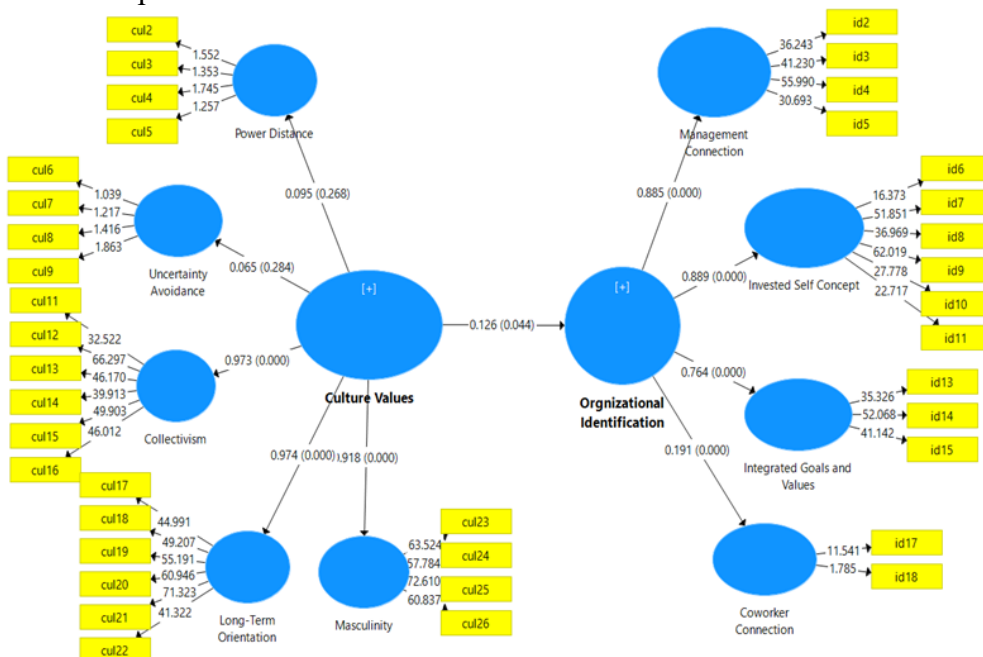 cul2
cul3
cul4
cul5
1.552
1.353
1.745
1.257
Power Distance
cul6
cul7
cul8
cul9
1.039
1.217
1.416
1.863
Uncertainty
Avoidance
cul11
cul12
cul13
cul14
cul15
cul16
32.522
66.297
46.170
39.913
49.903
46.012
Collectivism
cul17
cul18
cul19
cul20
cul21
cul22
44.991
49.207
55.191
60.946
71.323
41.322
Long-Term
Orientation
cul23
cul24
cul25
cul26
63.524
57.784
72.610
60.837
Masculinity
0.095 (0.268)
0.065 (0.284)
0.973 (0.000)
0.974 (0.000)
.918 (0.000)
[+]
Culture Values
0.126 (0.044)
[+]
Orgnizational
Identification
0.885 (0.000)
0.889 (0.000)
0.764 (0.000)
0.191 (0.000)
id2
id3
id4
id5
36.243
41.230
55.990
30.693
Management
Connection
id6
id7
id8
id9
id10
id11
16.373
51.851
36.969
62.019
27.778
22.717
Invested Self Concept
id13
id14
id15
35.326
52.068
41.142
Integrated Goals and
Values
id17
id18
11.541
1.785
Coworker
Connection